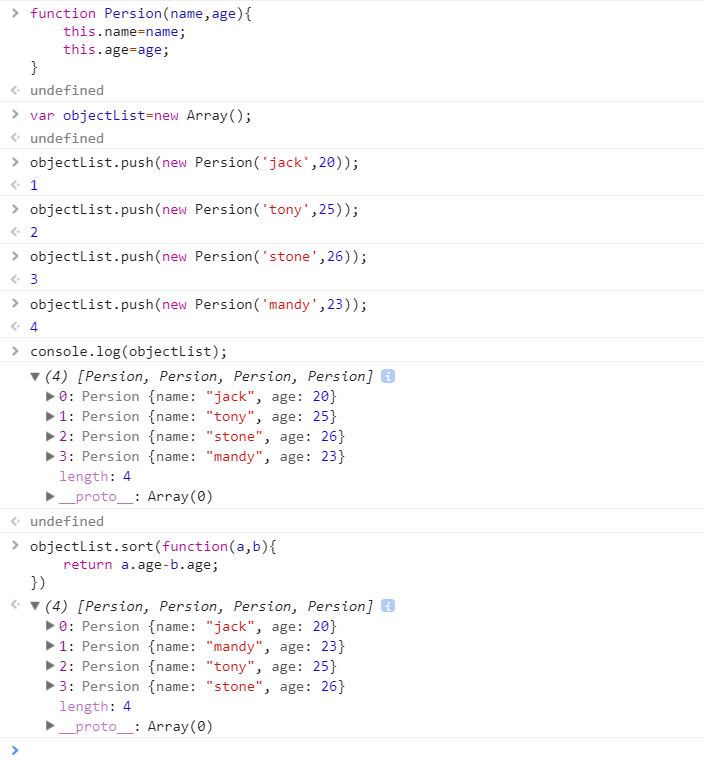 > function Persion(name,age){
    this.name=name;
    this.age=age;
}
undefined
> var objectList=new Array();
undefined
> objectList.push(new Persion('jack',20));
1
> objectList.push(new Persion('tony',25));
2
> objectList.push(new Persion('stone',26));
3
> objectList.push(new Persion('mandy',23));
4
> console.log(objectList);
▼(4) [Persion, Persion, Persion, Persion] i
▶0: Persion {name: "jack", age: 20}
▶1: Persion {name: "tony", age: 25}
▶2: Persion {name: "stone", age: 26}
▶3: Persion {name: "mandy", age: 23}
length: 4
▶__proto__: Array(0)
undefined
> objectList.sort(function(a,b){
    return a.age-b.age;
})
▼(4) [Persion, Persion, Persion, Persion] i
▶0: Persion {name: "jack", age: 20}
▶1: Persion {name: "mandy", age: 23}
▶2: Persion {name: "tony", age: 25}
▶3: Persion {name: "stone", age: 26}
length: 4
▶__proto__: Array(0)
>